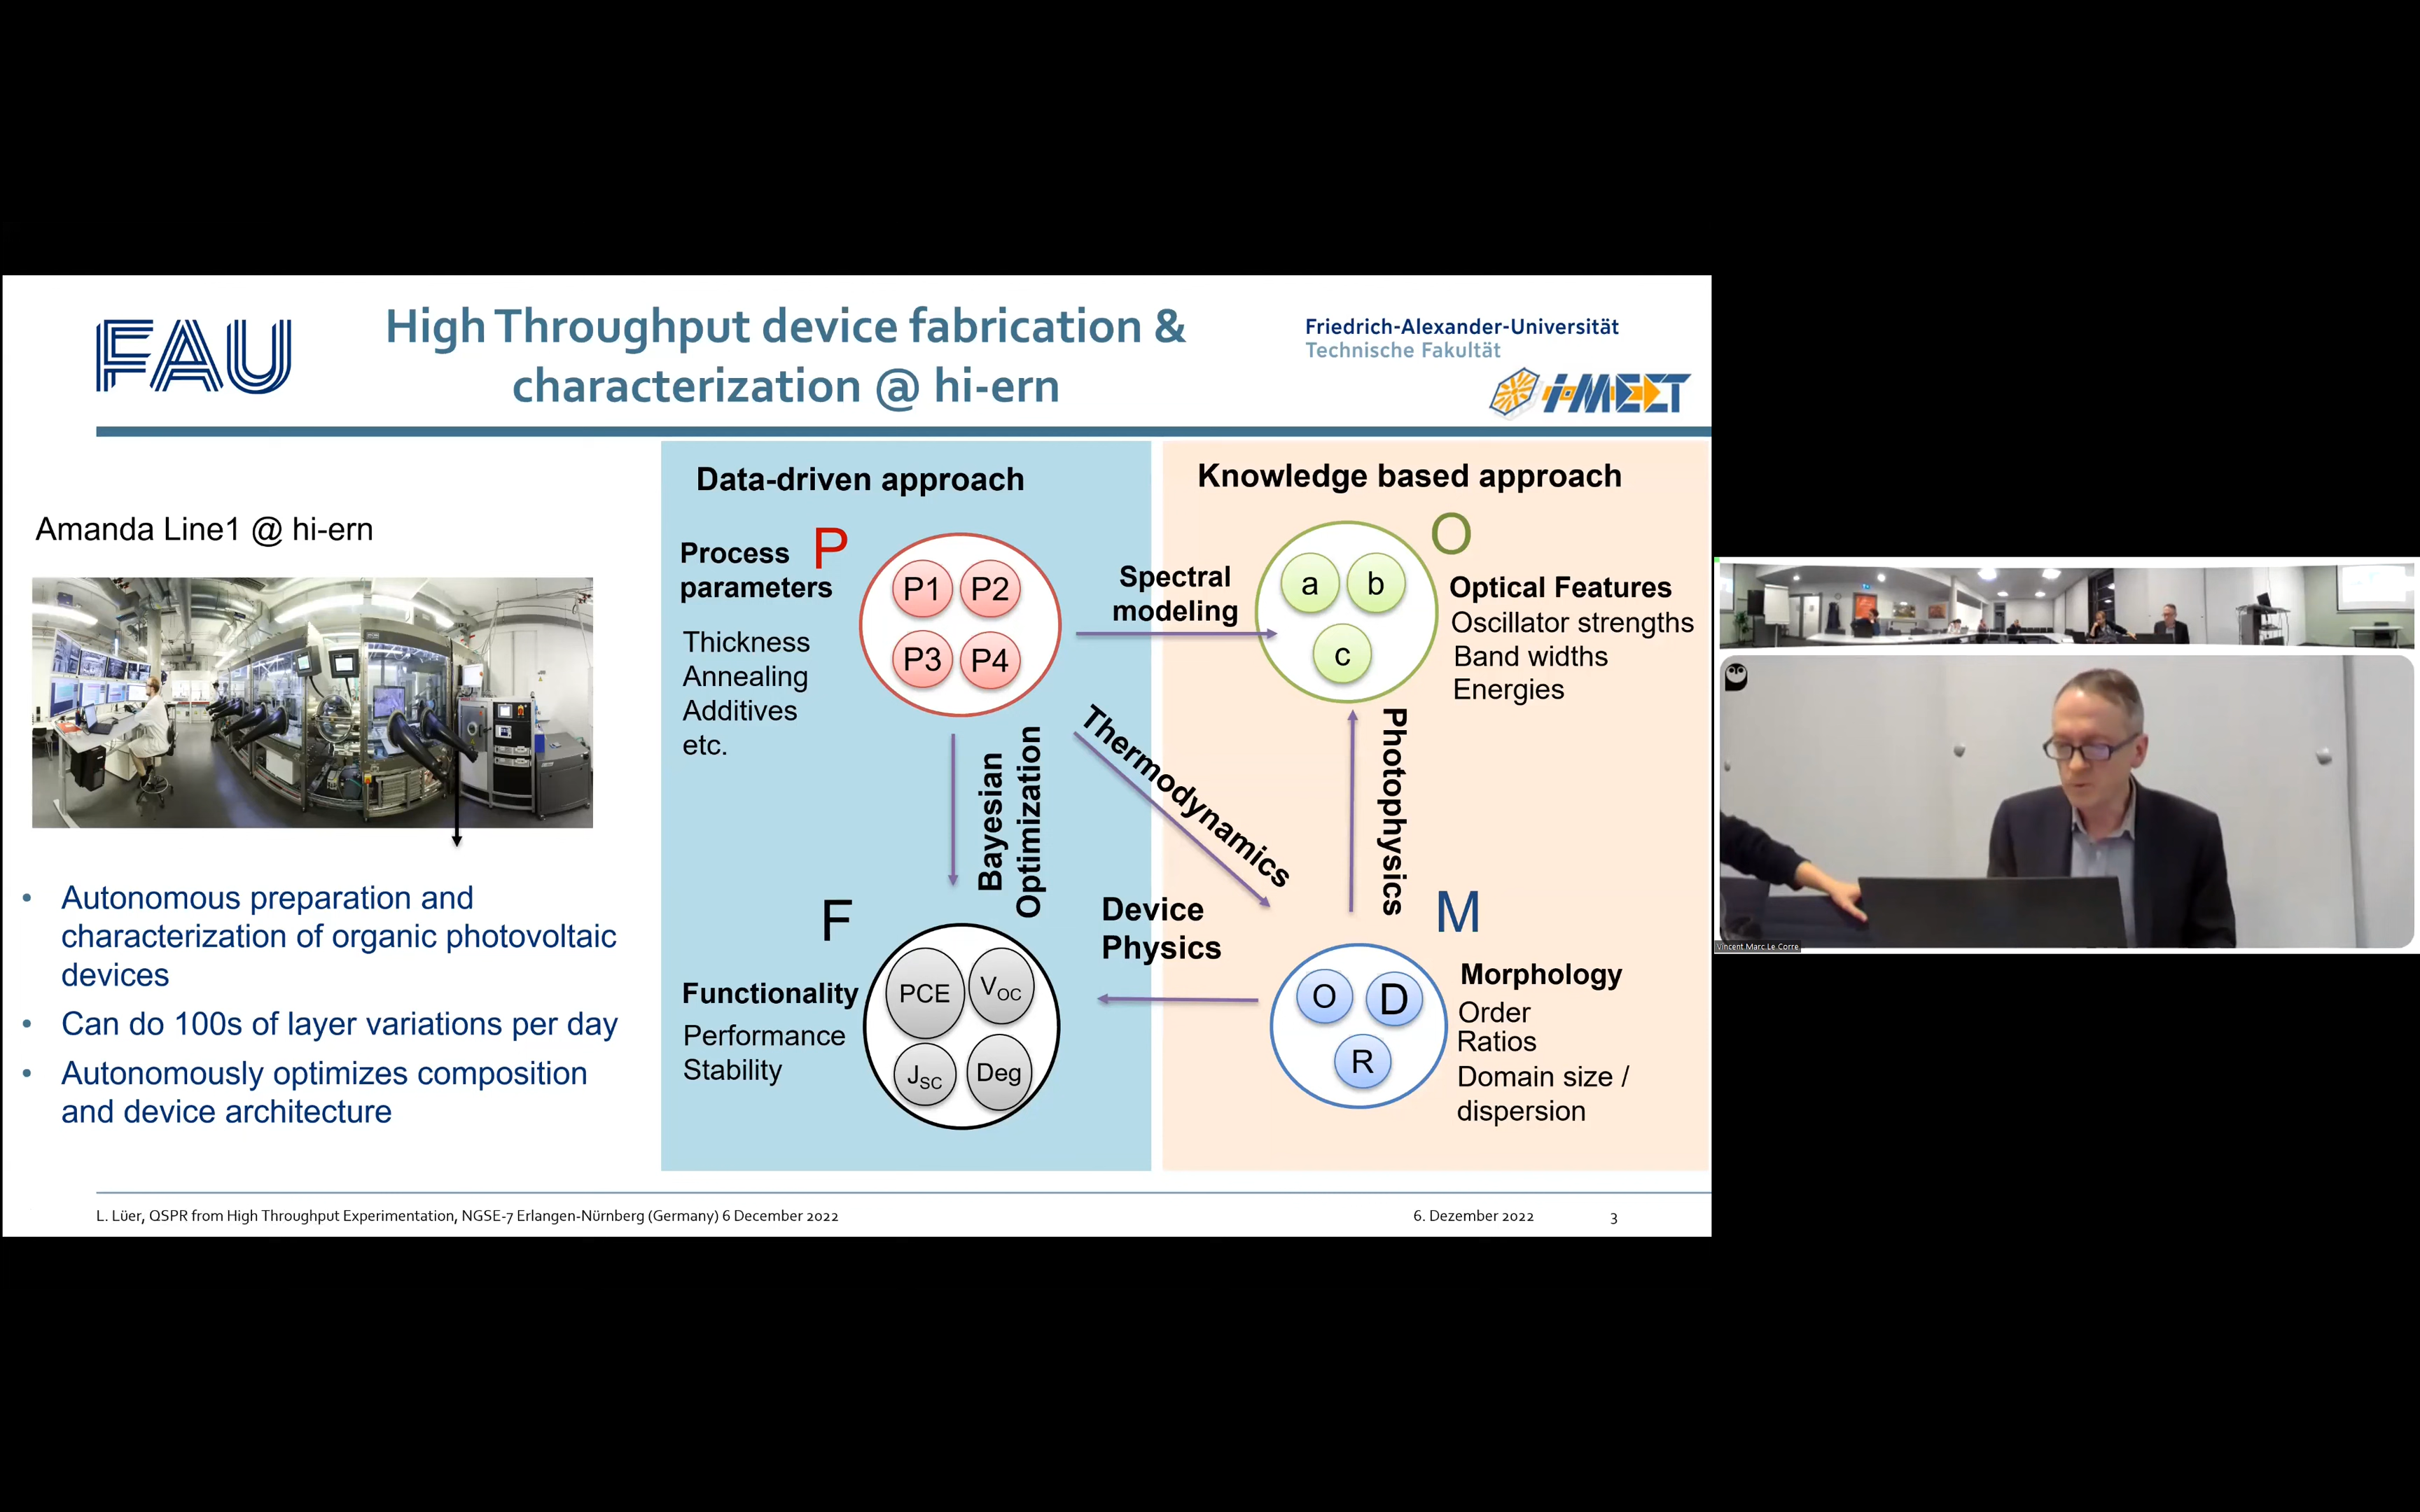 FAU
High Throughput device fabrication &
characterization @ hi-ern
Friedrich-Alexander-Universität
Technische Fakultät
i-MEET
Amanda Line1 @ hi-ern
Autonomous preparation and
characterization of organic photovoltaic
devices
Can do 100s of layer variations per day
Autonomously optimizes composition
and device architecture
Data-driven approach
Process
parameters
P
Thickness
Annealing
Additives
etc.
P1 P2
P3 P4
Bayesian
Optimization
F
Functionality
Performance
Stability
PCE VOC
JSC Deg
Knowledge based approach
Spectral
modeling
Thermodynamics
Device
Physics
Photophysics
a b
c
O
Optical Features
Oscillator strengths
Band widths
Energies
M
O D
R
Morphology
Order
Ratios
Domain size /
dispersion
L. Lüer, QSPR from High Throughput Experimentation, NGSE-7 Erlangen-Nürnberg (Germany) 6 December 2022
6. Dezember 2022
3
Vincent Marc Le Corre